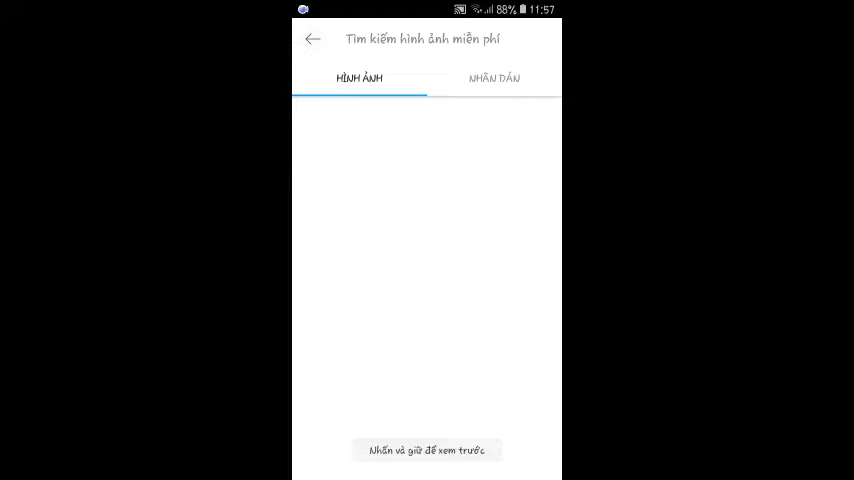 88% 11:57
Tìm kiếm hình ảnh miễn phí
HÌNH ẢNH
NHÃN DÁN
Nhấn và giữ để xem trước